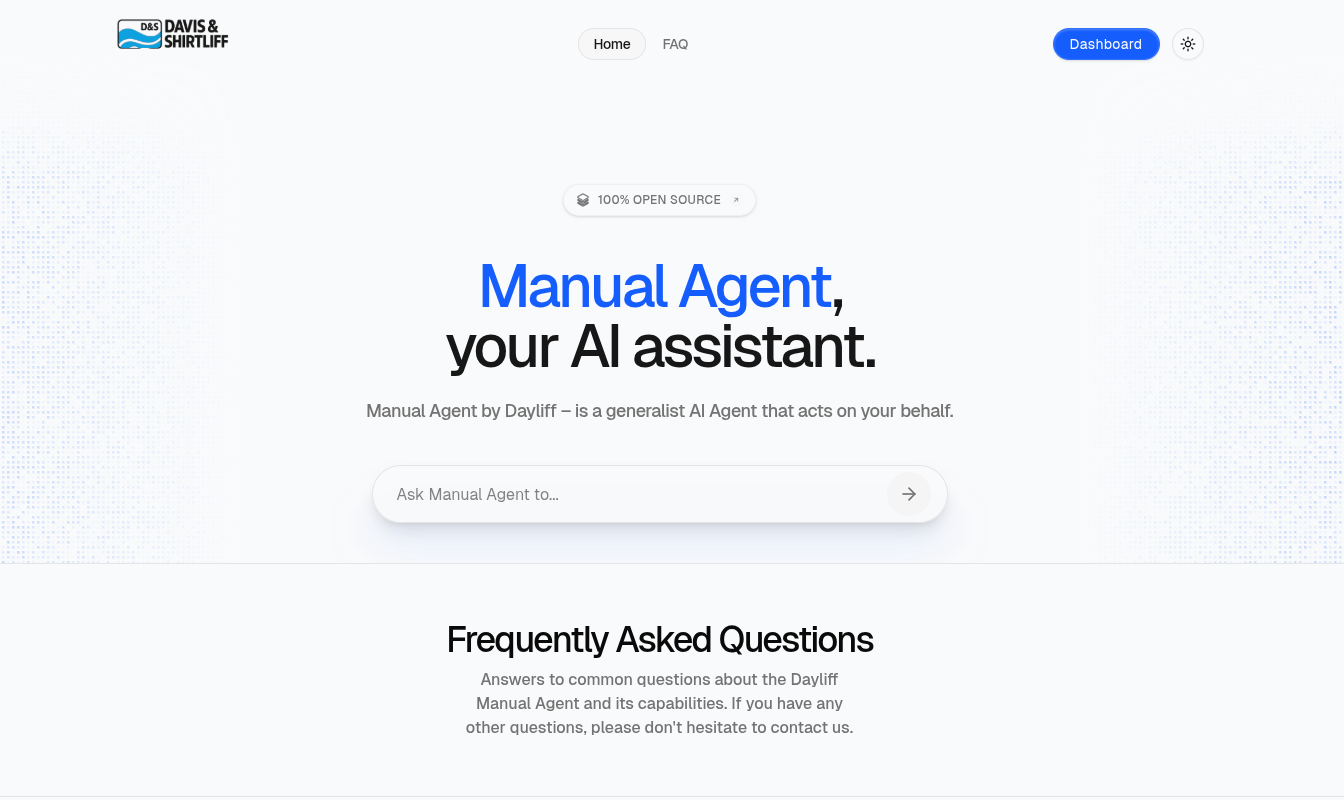 D&S DAVIS &
SHIRTLIFF
Home
FAQ
Dashboard
100% OPEN SOURCE
Manual Agent,
your AI assistant.
Manual Agent by Dayliff – is a generalist AI Agent that acts on your behalf.
Ask Manual Agent to...
Frequently Asked Questions
Answers to common questions about the Dayliff
Manual Agent and its capabilities. If you have any
other questions, please don't hesitate to contact us.